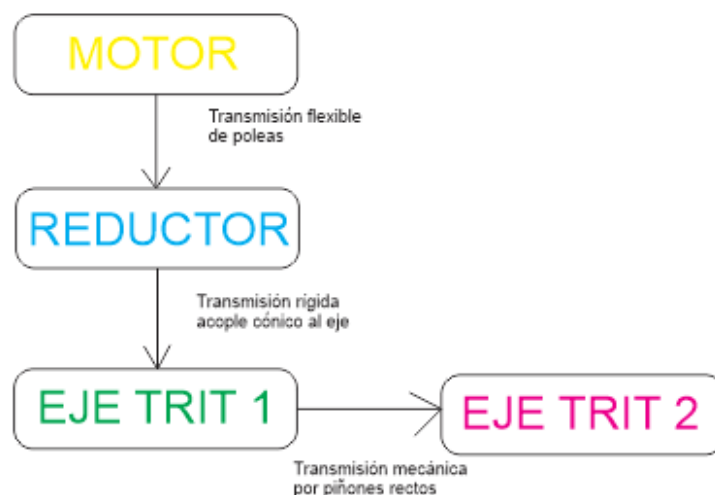 MOTOR
Transmisión flexible
de poleas
REDUCTOR
Transmisión rígida
acople cónico al eje
EJE TRIT 1
EJE TRIT 2
Transmisión mecánica
por piñones rectos